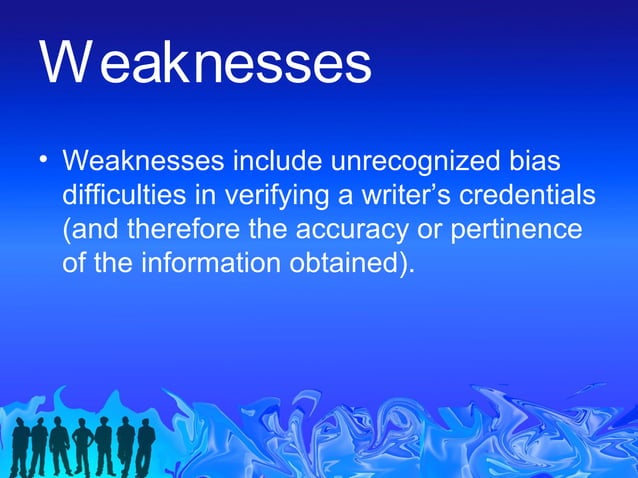 Weaknesses
• Weaknesses include unrecognized bias
difficulties in verifying a writer’s credentials
(and therefore the accuracy or pertinence
of the information obtained).